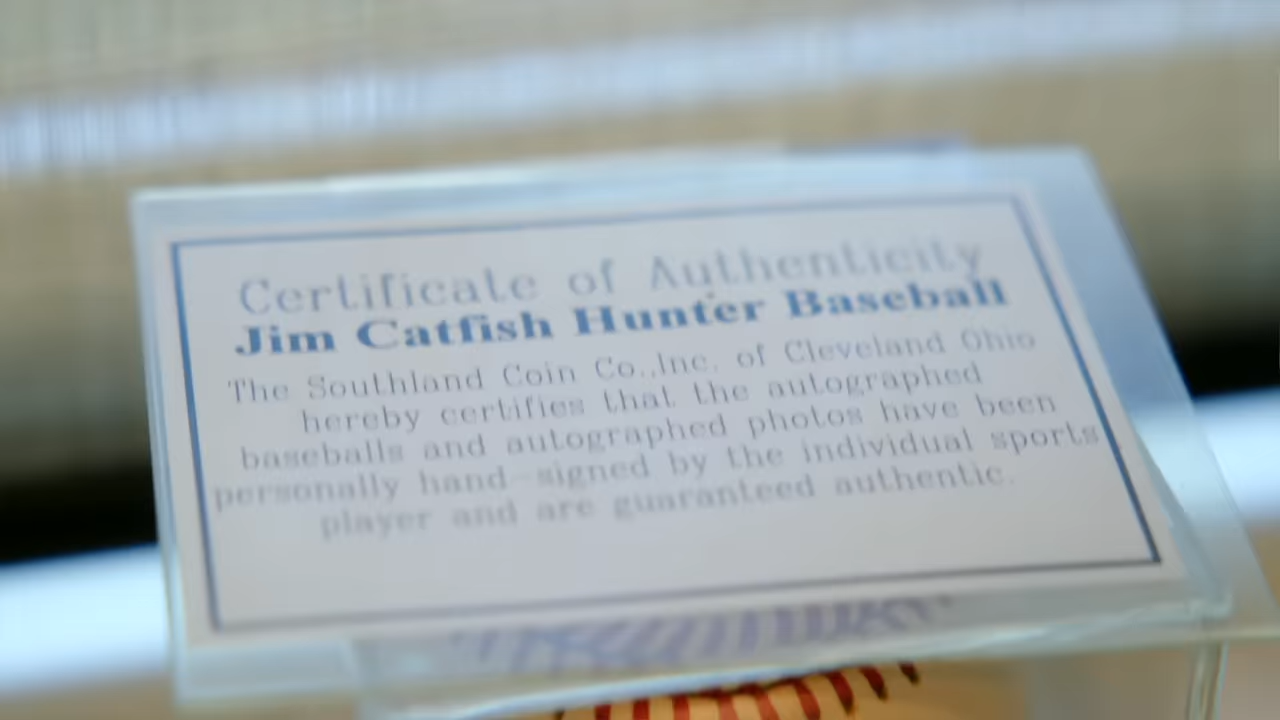 Certificate of Authenticity
Jim Catfish Hunter Baseball
The Southland Coin Co.,Inc. of Cleveland Ohio
hereby certifies that the autographed
baseballs and autographed photos have been
personally hand-signed by the individual sports
player and are guaranteed authentic.